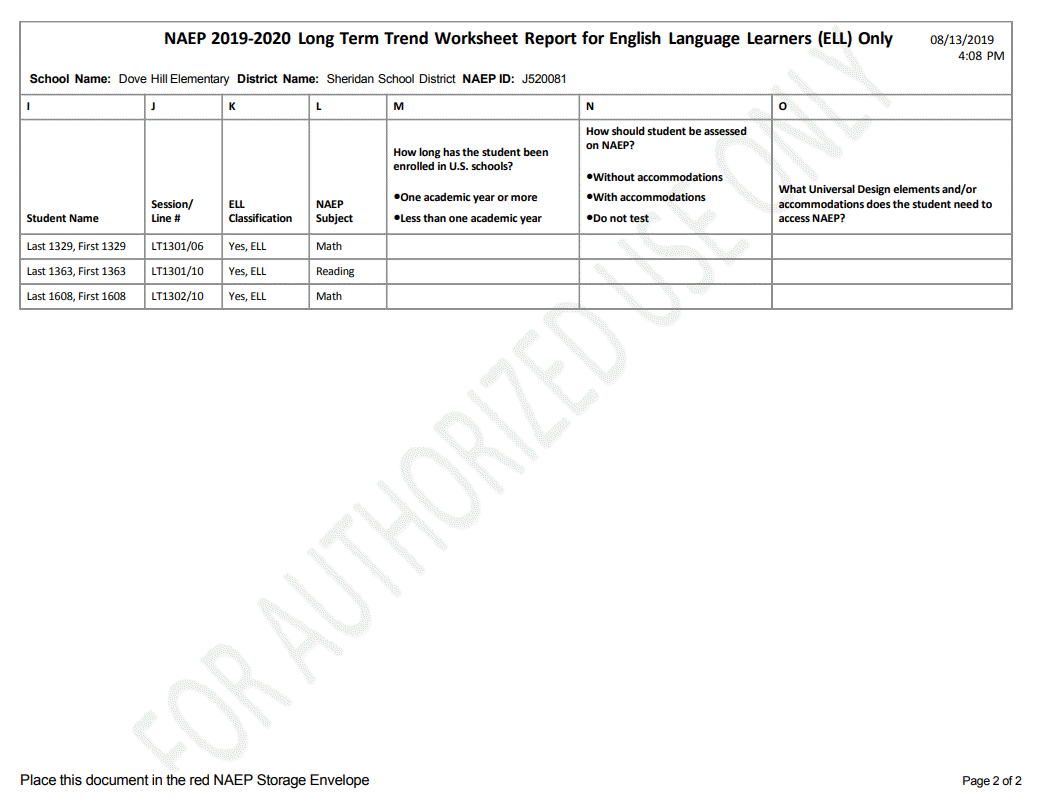 NAEP 2019-2020 Long Term Trend Worksheet Report for English Language Learners (ELL) Only
08/13/2019
4:08 PM
School Name: Dove Hill Elementary District Name: Sheridan School District NAEP ID: J520081
I J K L M N O
Student Name
Session/
Line #
ELL
Classification
NAEP
Subject
How long has the student been
enrolled in U.S. schools?
●One academic year or more
●Less than one academic year
How should student be assessed
on NAEP?
●Without accommodations
●With accommodations
●Do not test
What Universal Design elements and/or
accommodations does the student need to
access NAEP?
Last 1329, First 1329 LT1301/06 Yes, ELL Math
Last 1363, First 1363 LT1301/10 Yes, ELL Reading
Last 1608, First 1608 LT1302/10 Yes, ELL Math
FOR AUTHORIZED USE ONLY
Place this document in the red NAEP Storage Envelope
Page 2 of 2